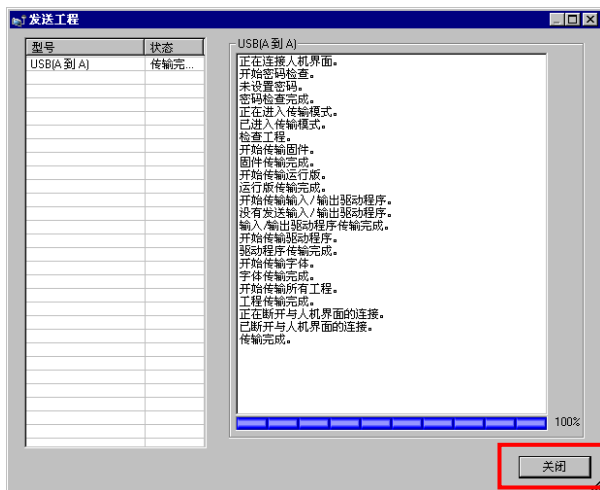 发送工程
型号 状态
USB(A 到 A) 传输完...
USB(A 到 A)
正在连接人机界面。
开始密码检查。
未设置密码。
密码检查完成。
正在进入传输模式。
已进入传输模式。
检查工程。
开始传输固件。
固件传输完成。
开始传输运行版。
运行版传输完成。
开始传输输入/输出驱动程序。
没有发送输入/输出驱动程序。
输入/输出驱动程序传输完成。
开始传输驱动程序。
驱动程序传输完成。
开始传输字体。
字体传输完成。
开始传输所有工程。
工程传输完成。
正在断开与人机界面的连接。
已断开与人机界面的连接。
传输完成。
100%
关闭